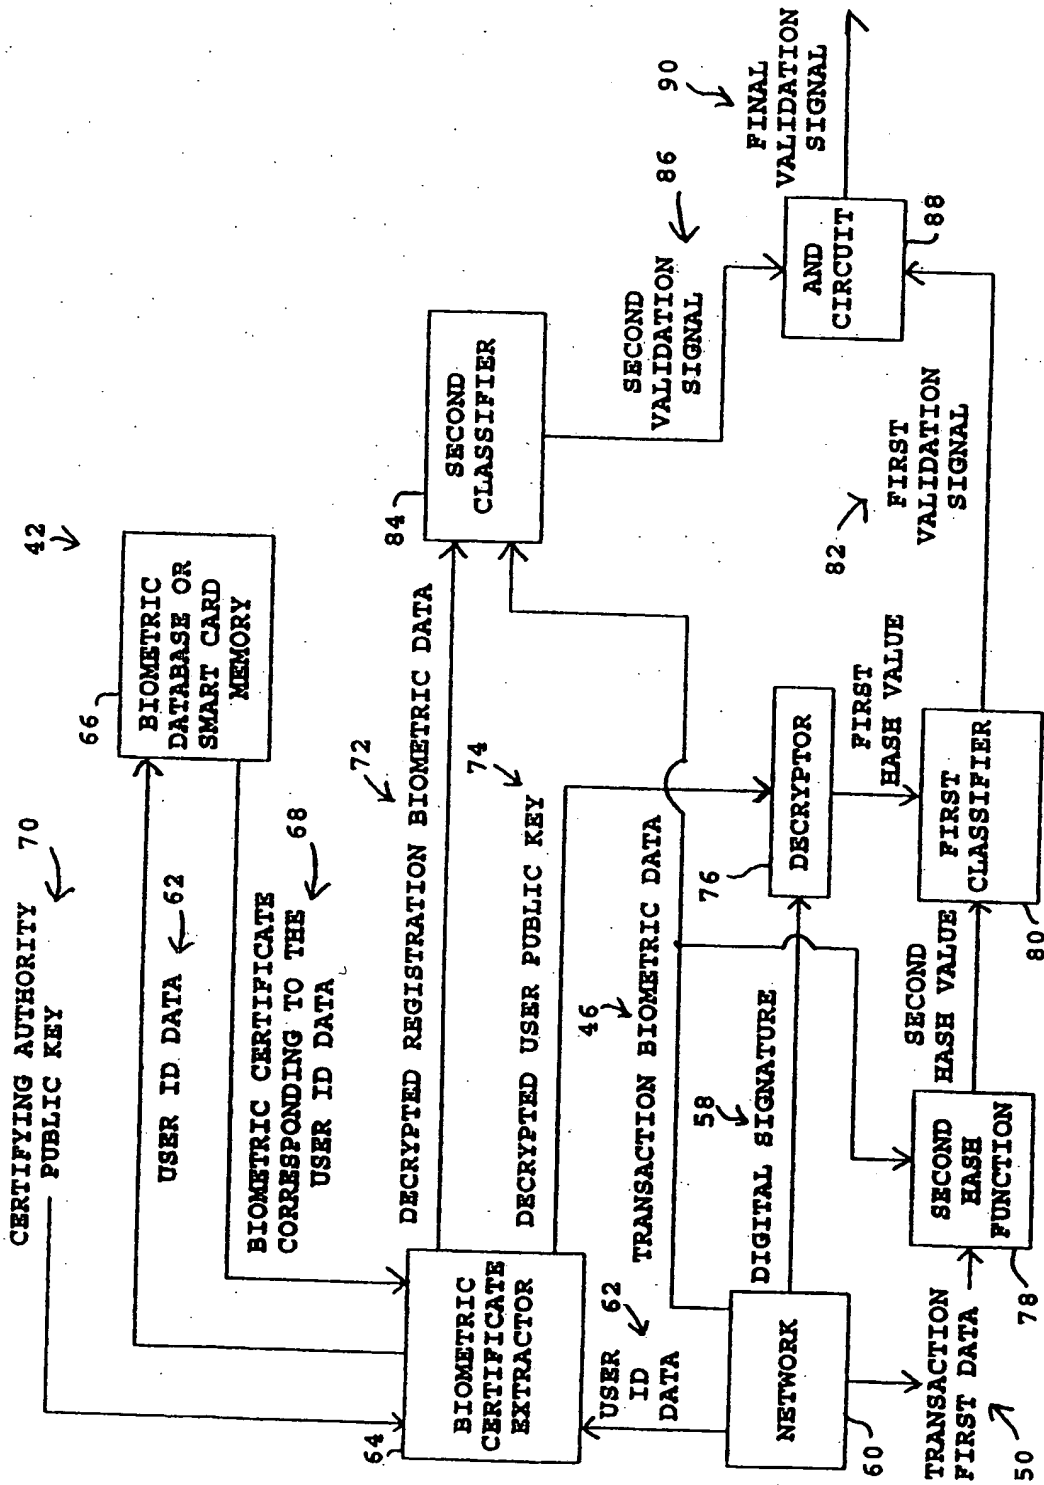 42
CERTIFYING AUTHORITY
PUBLIC KEY
70
USER ID DATA
62
66
BIOMETRIC
DATABASE OR
SMART CARD
MEMORY
BIOMETRIC CERTIFICATE
CORRESPONDING TO THE
USER ID DATA
68
64
BIOMETRIC
CERTIFICATE
EXTRACTOR
DECRYPTED REGISTRATION BIOMETRIC DATA
72
DECRYPTED USER PUBLIC KEY
74
84
SECOND
CLASSIFIER
USER
ID
DATA
62
46
TRANSACTION BIOMETRIC DATA
SECOND
VALIDATION
SIGNAL
86
58
DIGITAL SIGNATURE
76
DECRYPTOR
NETWORK
60
AND
CIRCUIT
88
90
FINAL
VALIDATION
SIGNAL
FIRST
HASH VALUE
82
FIRST
VALIDATION
SIGNAL
SECOND
HASH VALUE
SECOND
HASH
FUNCTION
78
FIRST
CLASSIFIER
80
TRANSACTION
FIRST DATA
50